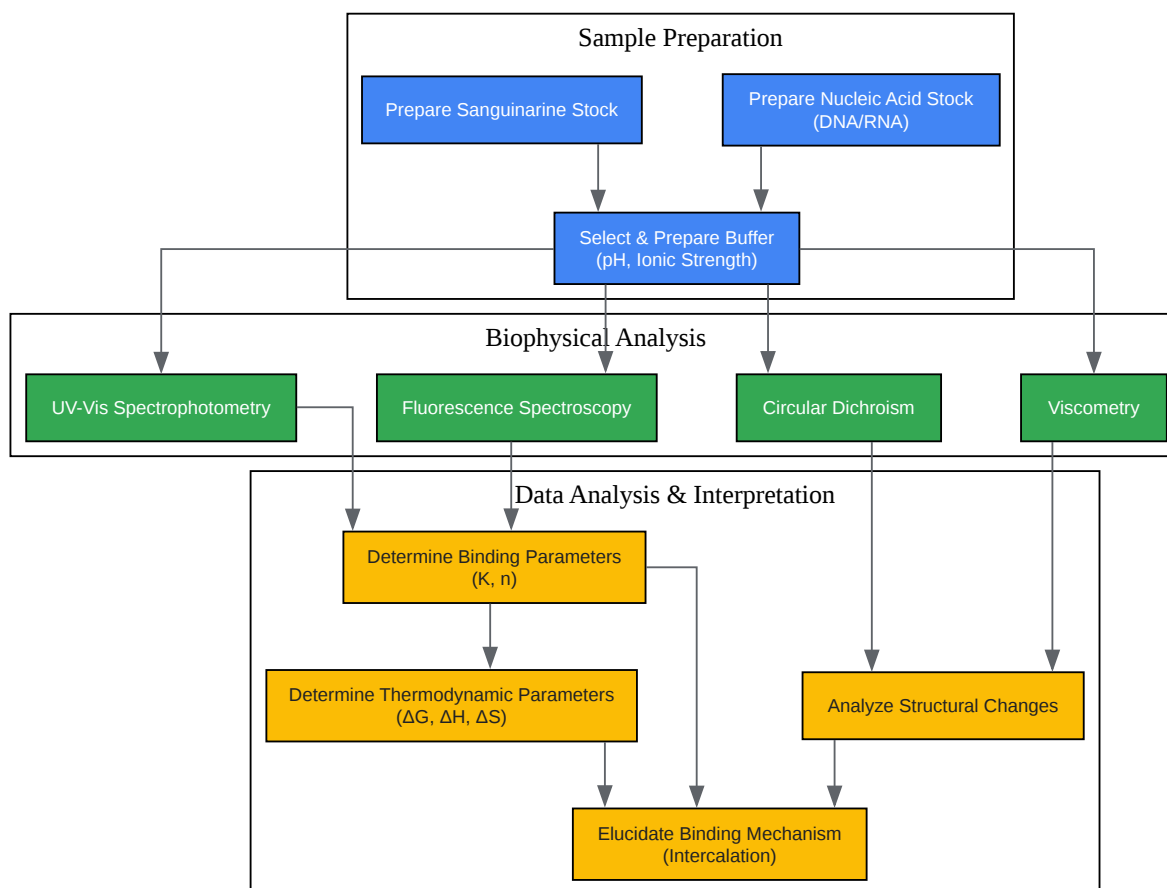 Sample Preparation
Prepare Sanguinarine Stock
Prepare Nucleic Acid Stock
(DNA/RNA)
Select & Prepare Buffer
(pH, Ionic Strength)
Biophysical Analysis
UV-Vis Spectrophotometry
Fluorescence Spectroscopy
Circular Dichroism
Viscometry
Data Analysis & Interpretation
Determine Binding Parameters
(K, n)
Determine Thermodynamic Parameters
(ΔG, ΔH, ΔS)
Analyze Structural Changes
Elucidate Binding Mechanism
(Intercalation)